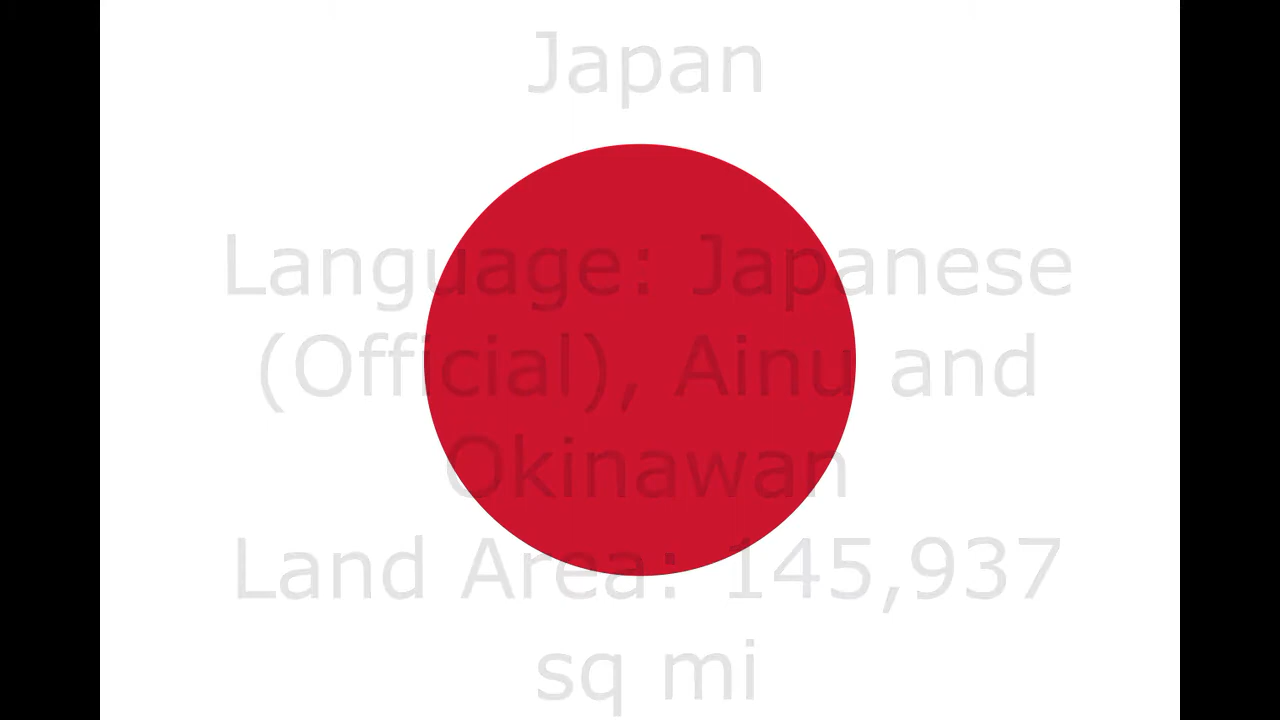 Japan
Language: Japanese
(Official), Ainu and
Okinawan
Land Area: 145,937
sq mi